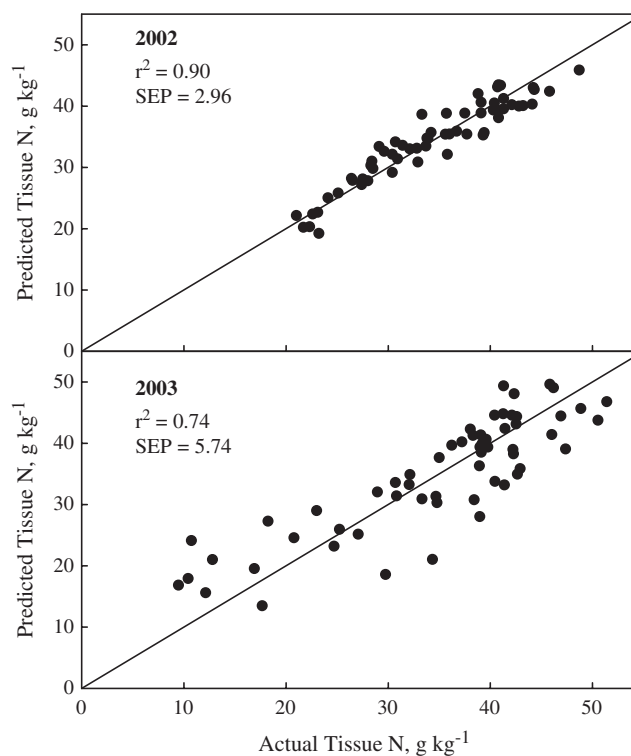 50
40
30
20
10
0
Predicted Tissue N, g kg⁻¹
2002
r² = 0.90
SEP = 2.96
50
40
30
20
10
0
Predicted Tissue N, g kg⁻¹
2003
r² = 0.74
SEP = 5.74
0 10 20 30 40 50
Actual Tissue N, g kg⁻¹